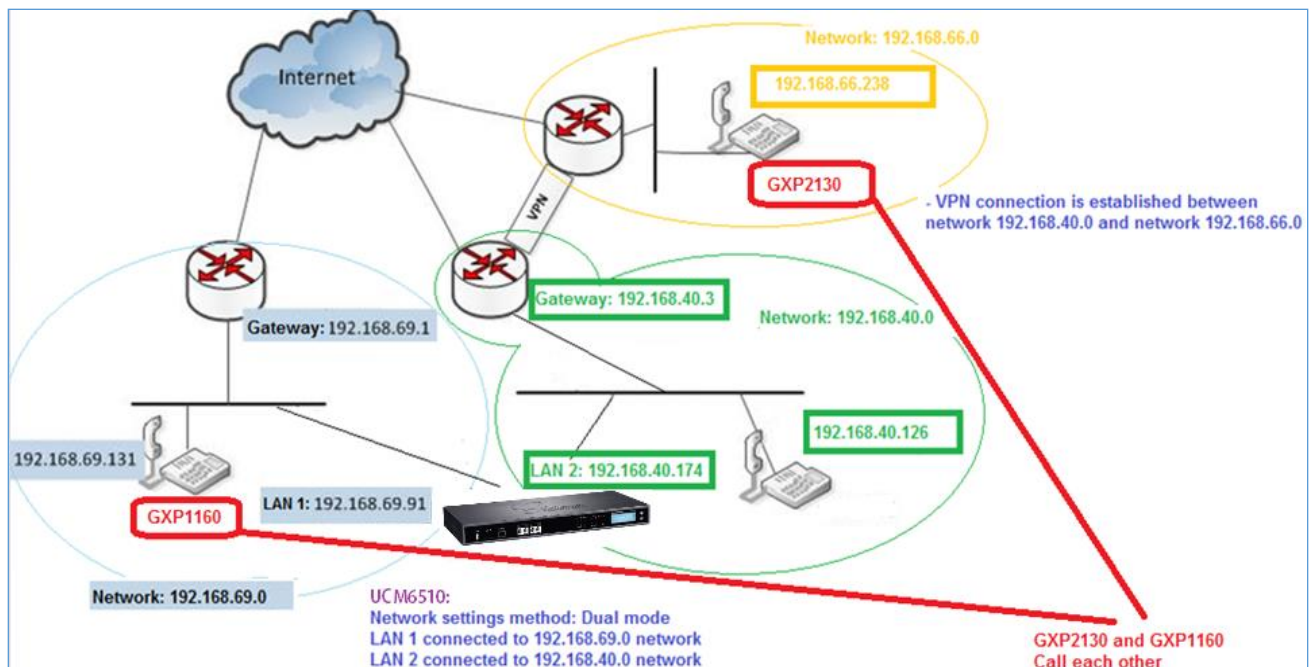 Network: 192.168.66.0
Internet
192.168.66.238
GXP2130
VPN
- VPN connection is established between
network 192.168.40.0 and network 192.168.66.0
Gateway: 192.168.40.3
Network: 192.168.40.0
Gateway: 192.168.69.1
192.168.40.126
192.168.69.131
LAN 2: 192.168.40.174
LAN 1: 192.168.69.91
GXP1160
Network: 192.168.69.0
UCM6510:
Network settings method: Dual mode
LAN 1 connected to 192.168.69.0 network
LAN 2 connected to 192.168.40.0 network
GXP2130 and GXP1160
Call each other